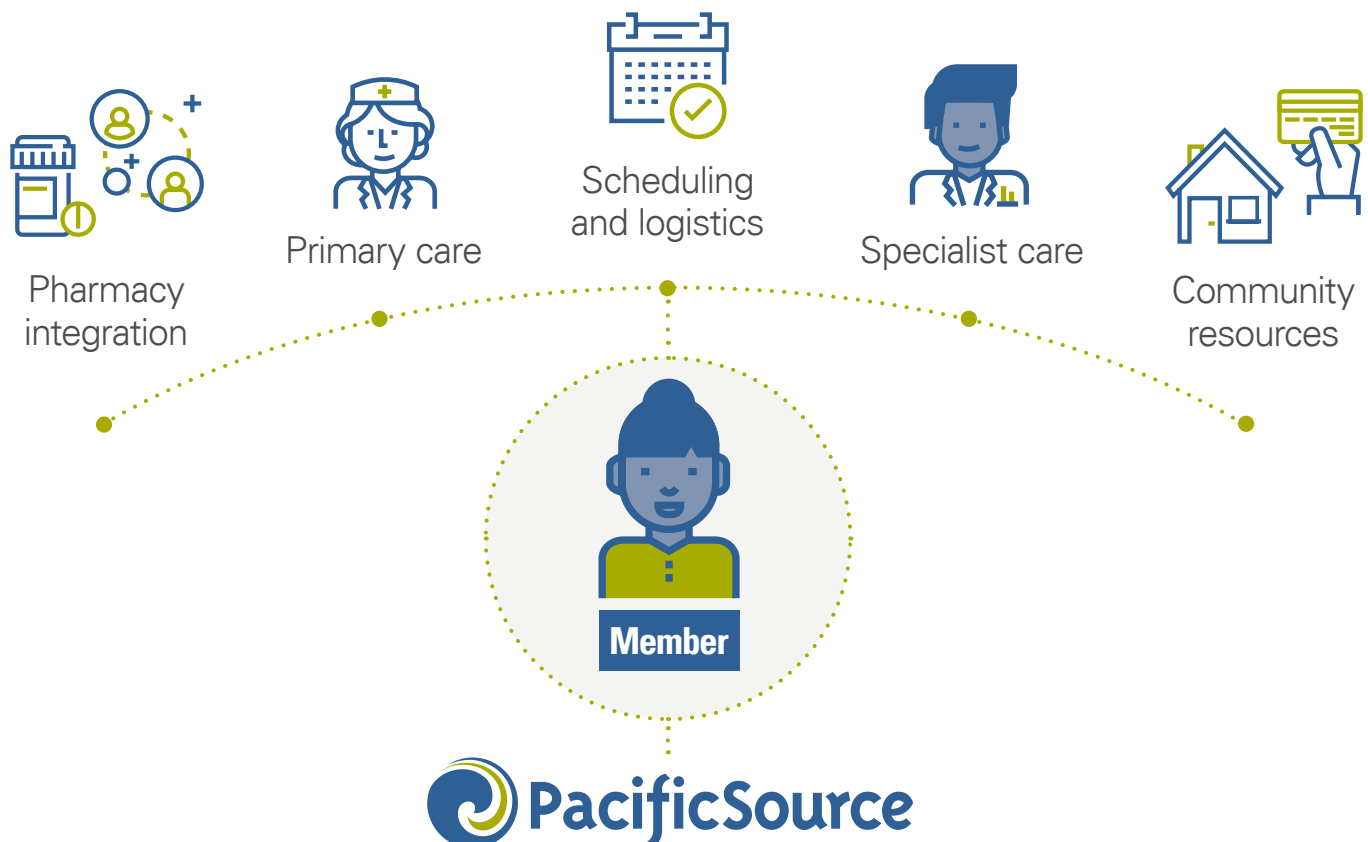 Pharmacy
integration
Primary care
Scheduling
and logistics
Specialist care
Community
resources
Member
PacificSource